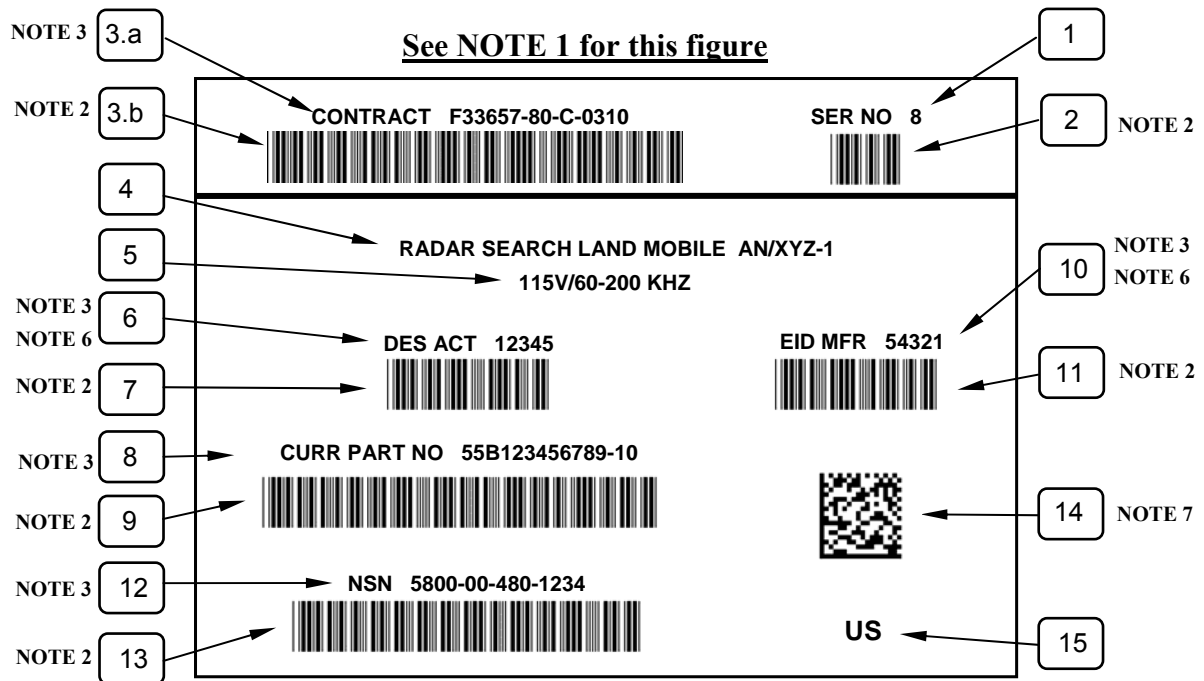 See NOTE 1 for this figure
NOTE 3 3.a
1
NOTE 2 3.b
CONTRACT F33657-80-C-0310
SER NO 8
2 NOTE 2
4
RADAR SEARCH LAND MOBILE AN/XYZ-1
5
115V/60-200 KHZ
10 NOTE 3
NOTE 6
NOTE 3
NOTE 6
6
DES ACT 12345
EID MFR 54321
NOTE 2 7
11 NOTE 2
NOTE 3 8
CURR PART NO 55B123456789-10
NOTE 2 9
14 NOTE 7
NOTE 3 12
NSN 5800-00-480-1234
US
15
NOTE 2 13